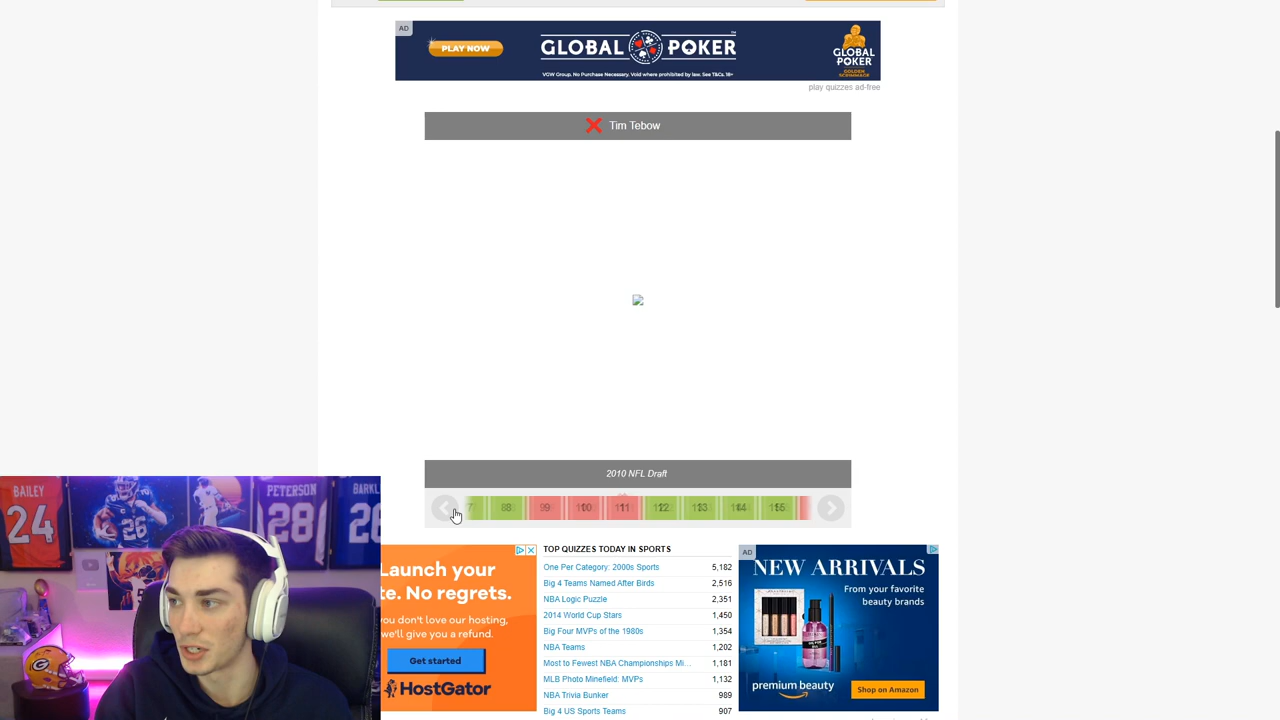 AD
PLAY NOW
GLOBAL POKER
VGW Group. No Purchase Necessary. Void where prohibited by law. See T&Cs. 18+
GLOBAL
POKER
play quizzes ad-free
Tim Tebow
2010 NFL Draft
7 8 9 10 11 12 13 14 15
BAILEY
24
PETERSON
28
BARKL
TOP QUIZZES TODAY IN SPORTS
One Per Category: 2000s Sports 5,182
Big 4 Teams Named After Birds 2,516
NBA Logic Puzzle 2,351
2014 World Cup Stars 1,450
Big Four MVPs of the 1980s 1,354
NBA Teams 1,202
Most to Fewest NBA Championships Mi... 1,181
MLB Photo Minefield: MVPs 1,132
NBA Trivia Bunker 989
Big 4 US Sports Teams 907
Launch your
te. No regrets.
you don't love our hosting,
we'll give you a refund.
Get started
HostGator
AD
NEW ARRIVALS
From your favorite
beauty brands
premium beauty
Shop on Amazon